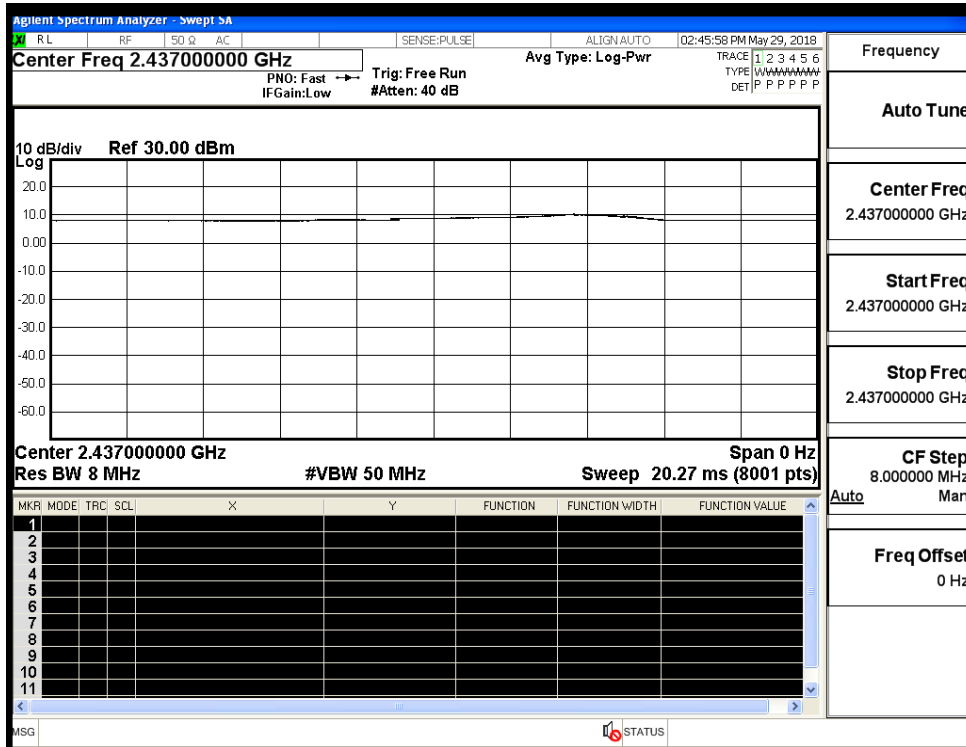 Agilent Spectrum Analyzer - Swept SA
RL RF 50 Ω AC SENSE:PULSE ALIGN AUTO 02:45:58 PM May 29, 2018
Center Freq 2.437000000 GHz
PNO: Fast
IFGain:Low
Trig: Free Run
#Atten: 40 dB
Avg Type: Log-Pwr
TRACE 1 2 3 4 5 6
TYPE
DET P P P P P P
10 dB/div Ref 30.00 dBm
Log
20.0
10.0
0.00
-10.0
-20.0
-30.0
-40.0
-50.0
-60.0
Center 2.437000000 GHz Span 0 Hz
Res BW 8 MHz #VBW 50 MHz Sweep 20.27 ms (8001 pts)
MKR MODE TRC SCL X Y FUNCTION FUNCTION WIDTH FUNCTION VALUE
1
2
3
4
5
6
7
8
9
10
11
MSG STATUS
Frequency
Auto Tune
Center Freq
2.437000000 GHz
Start Freq
2.437000000 GHz
Stop Freq
2.437000000 GHz
CF Step
8.000000 MHz
Auto Man
Freq Offset
0 Hz